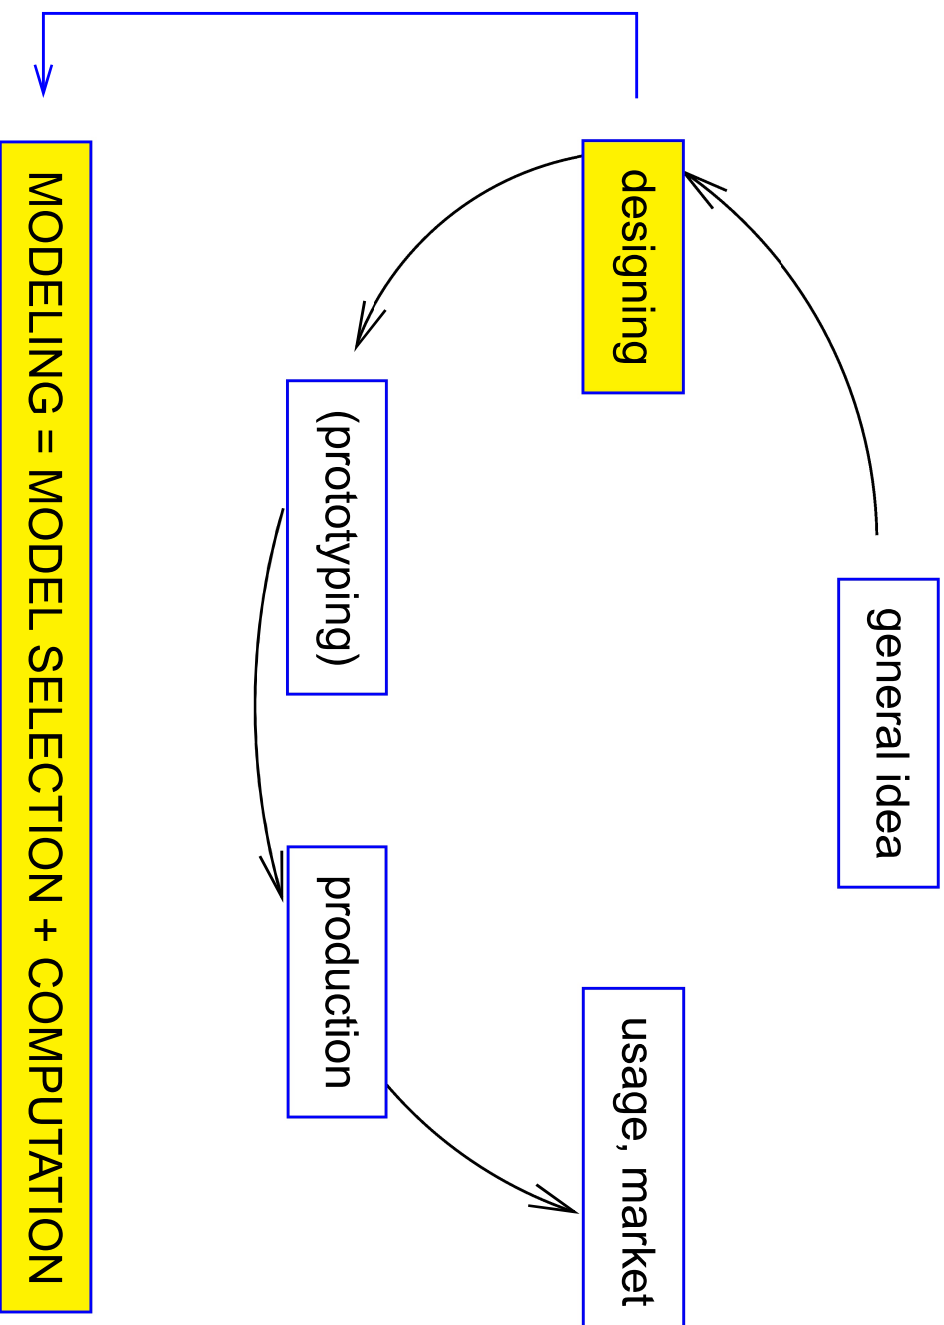 general idea
designing
usage, market
(prototyping)
production
MODELING = MODEL SELECTION + COMPUTATION